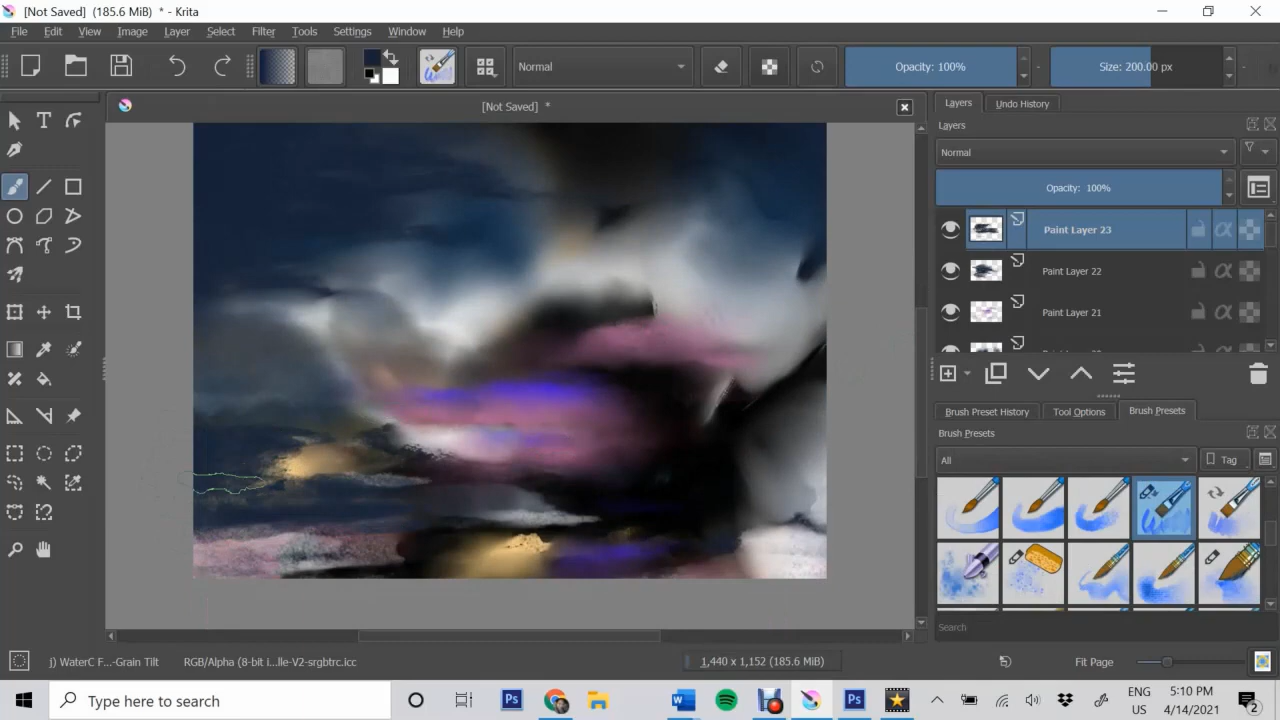 [Not Saved] (185.6 MiB) * - Krita
File Edit View Image Layer Select Filter Tools Settings Window Help
Normal Opacity: 100% Size: 200.00 px
[Not Saved] *
Layers Undo History
Layers
Normal
Opacity: 100%
Paint Layer 23
Paint Layer 22
Paint Layer 21
Brush Preset History Tool Options Brush Presets
Brush Presets
All Tag
Search
j) WaterC F...-Grain Tilt RGB/Alpha (8-bit i...lle-V2-srgbtrc.icc 1,440 x 1,152 (185.6 MiB) Fit Page
Type here to search
ENG 5:10 PM
US 4/14/2021
2